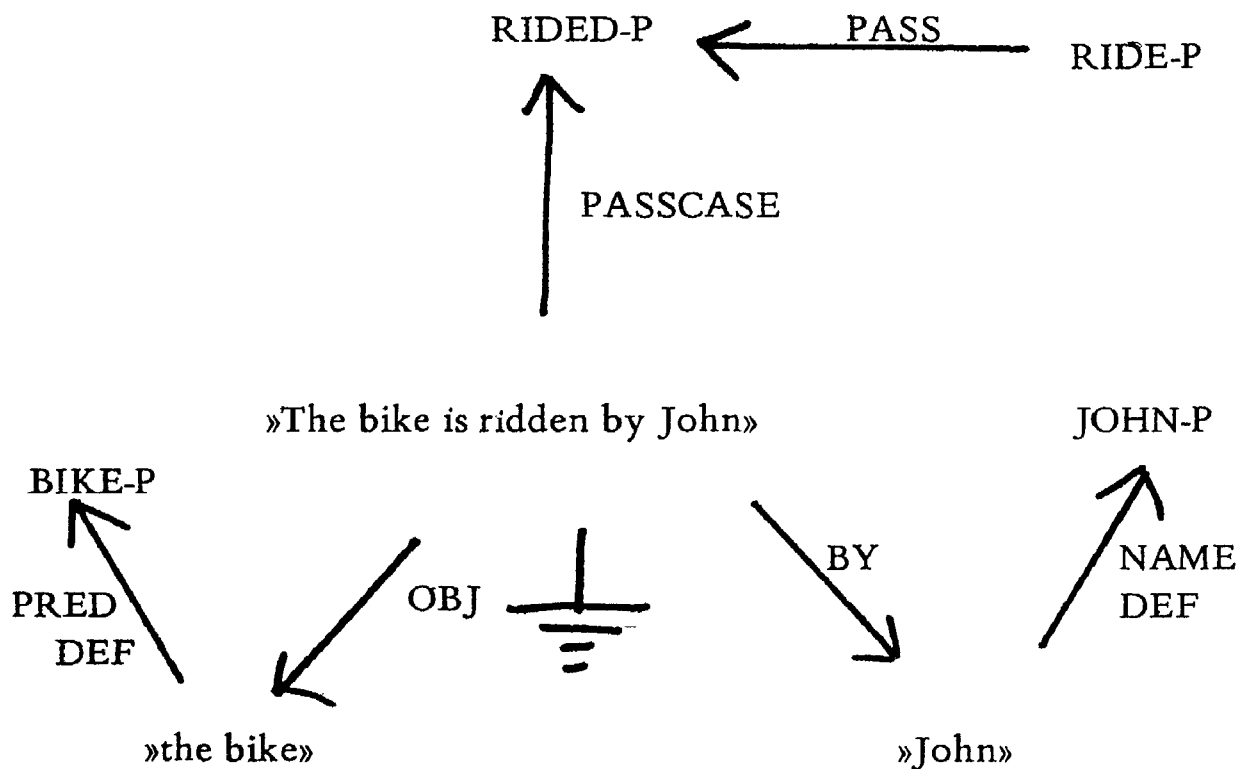 RIDED-P
PASS
RIDE-P
PASSCASE
»The bike is ridden by John»
JOHN-P
BIKE-P
PRED
DEF
OBJ
BY
NAME
DEF
»the bike»
»John»